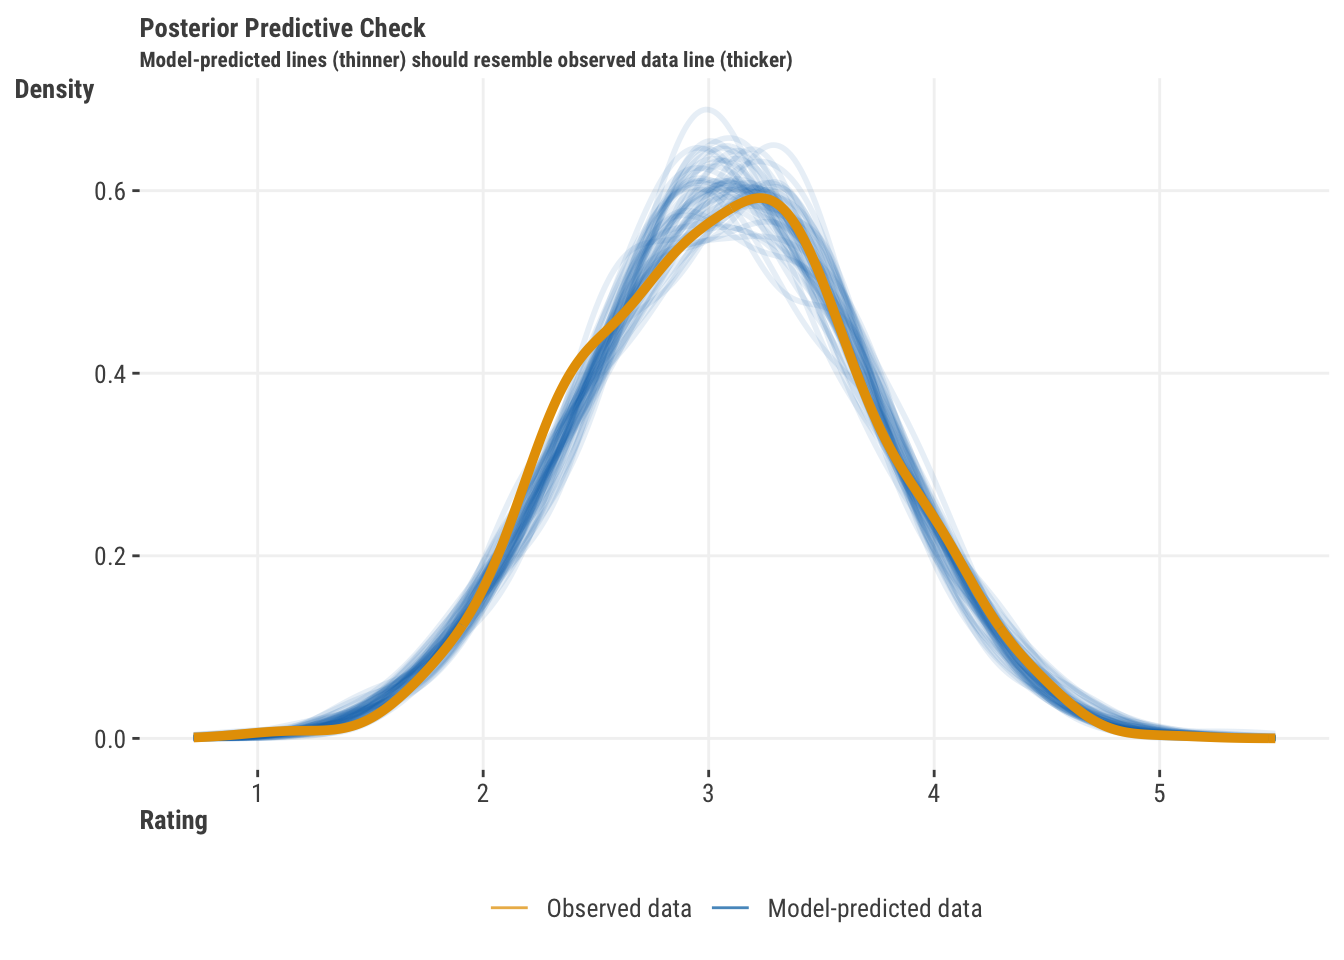 Posterior Predictive Check
Model-predicted lines (thinner) should resemble observed data line (thicker)
Density
0.6
0.4
0.2
0.0
1 2 3 4 5
Rating
Observed data Model-predicted data